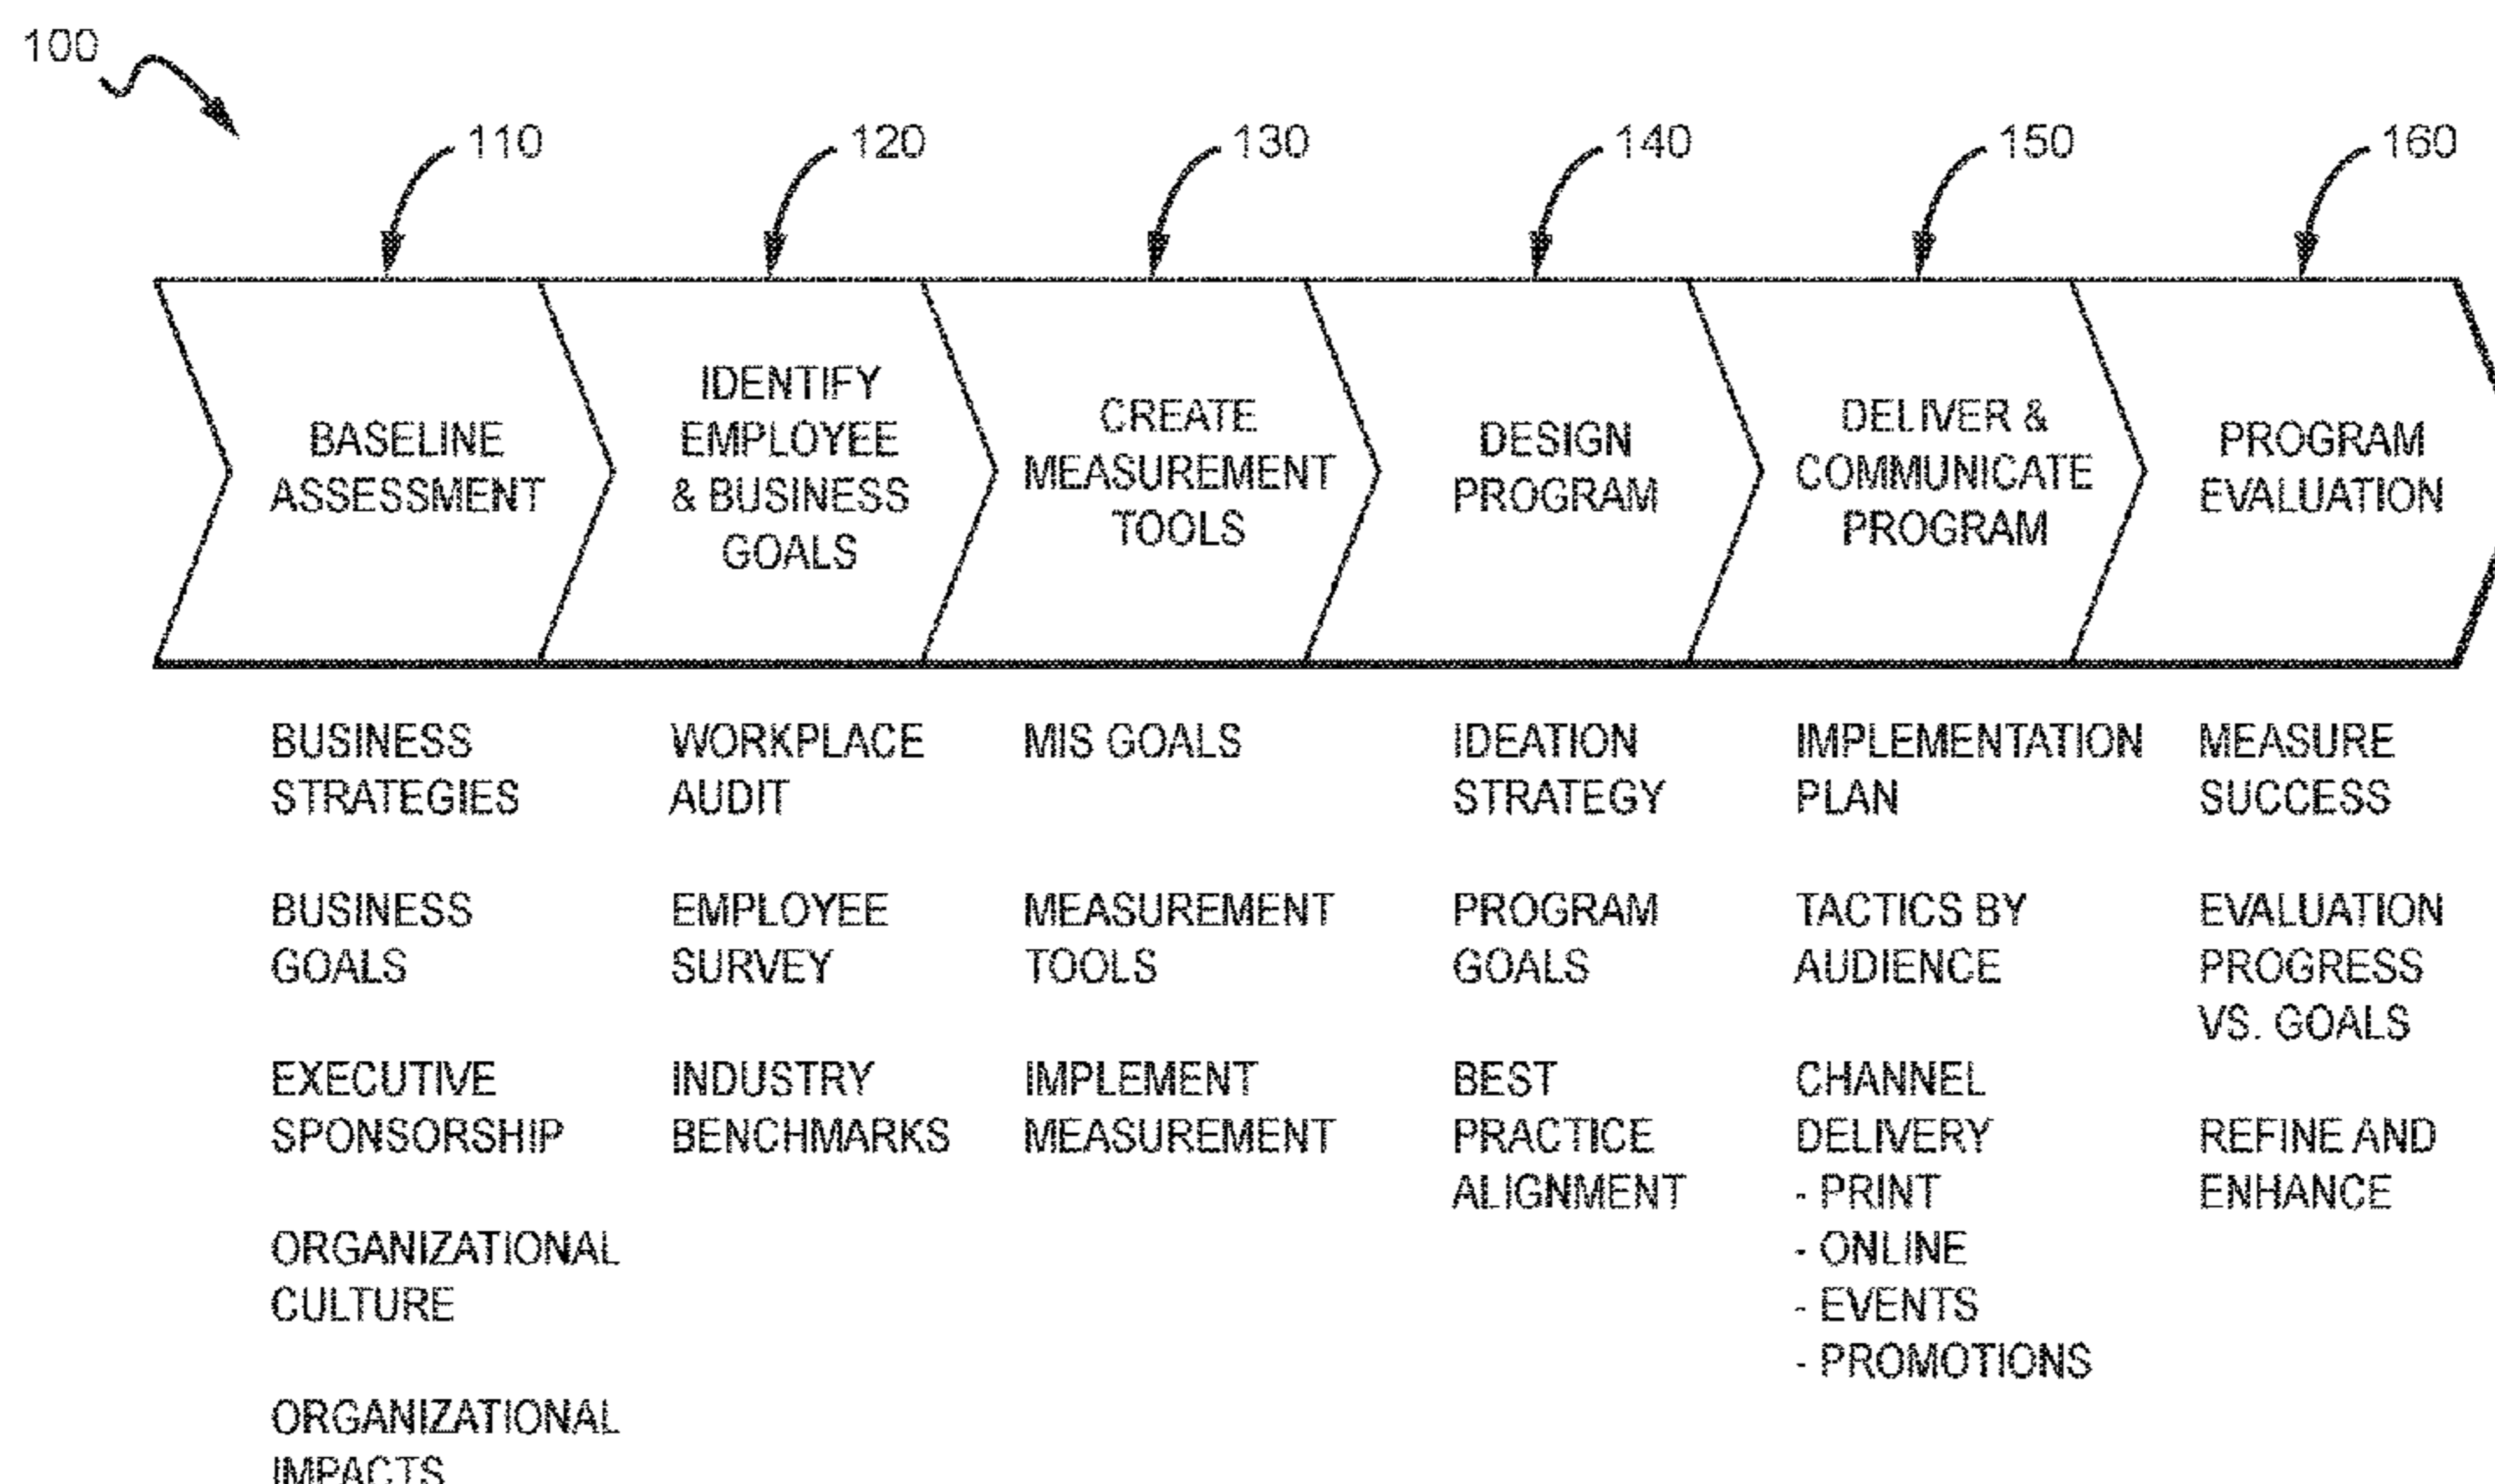 100
110
120
130
140
150
160
BASELINE
ASSESSMENT
IDENTIFY
EMPLOYEE
& BUSINESS
GOALS
CREATE
MEASUREMENT
TOOLS
DESIGN
PROGRAM
DELIVER &
COMMUNICATE
PROGRAM
PROGRAM
EVALUATION
BUSINESS
STRATEGIES
BUSINESS
GOALS
EXECUTIVE
SPONSORSHIP
ORGANIZATIONAL
CULTURE
ORGANIZATIONAL
IMPACTS
WORKPLACE
AUDIT
EMPLOYEE
SURVEY
INDUSTRY
BENCHMARKS
MIS GOALS
MEASUREMENT
TOOLS
IMPLEMENT
MEASUREMENT
IDEATION
STRATEGY
PROGRAM
GOALS
BEST
PRACTICE
ALIGNMENT
IMPLEMENTATION
PLAN
TACTICS BY
AUDIENCE
CHANNEL
DELIVERY
- PRINT
- ONLINE
- EVENTS
- PROMOTIONS
MEASURE
SUCCESS
EVALUATION
PROGRESS
VS. GOALS
REFINE AND
ENHANCE